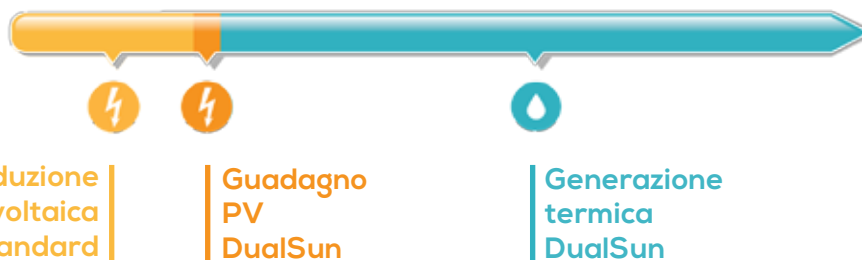 duzione
voltaica
andard
Guadagno
PV
DualSun
Generazione
termica
DualSun